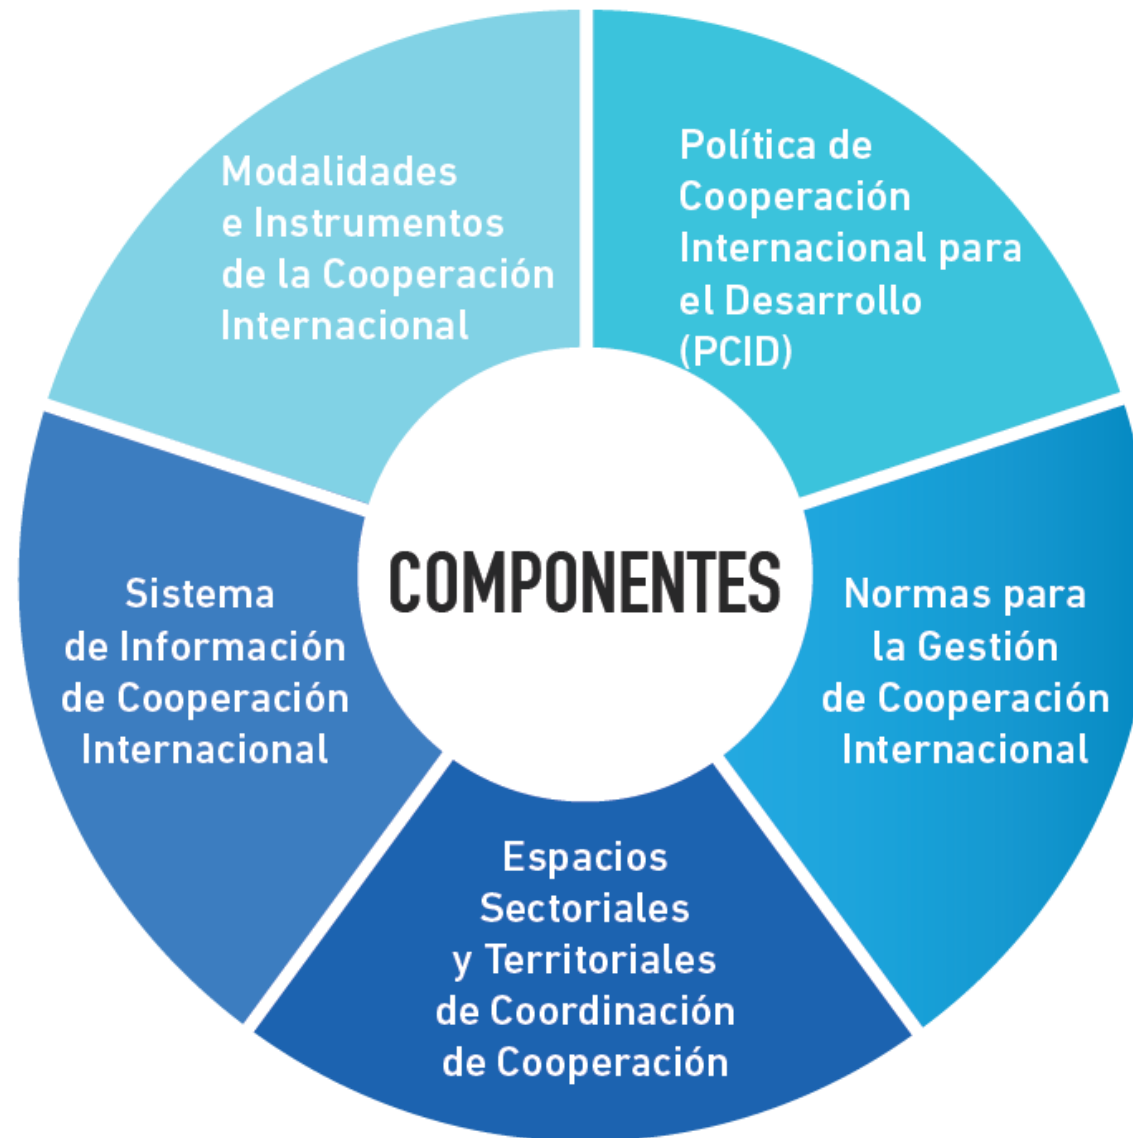 Modalidades
e Instrumentos
de la Cooperación
Internacional
Política de
Cooperación
Internacional para
el Desarrollo
(PCID)
COMPONENTES
Sistema
de Información
de Cooperación
Internacional
Normas para
la Gestión
de Cooperación
Internacional
Espacios
Sectoriales
y Territoriales
de Coordinación
de Cooperación